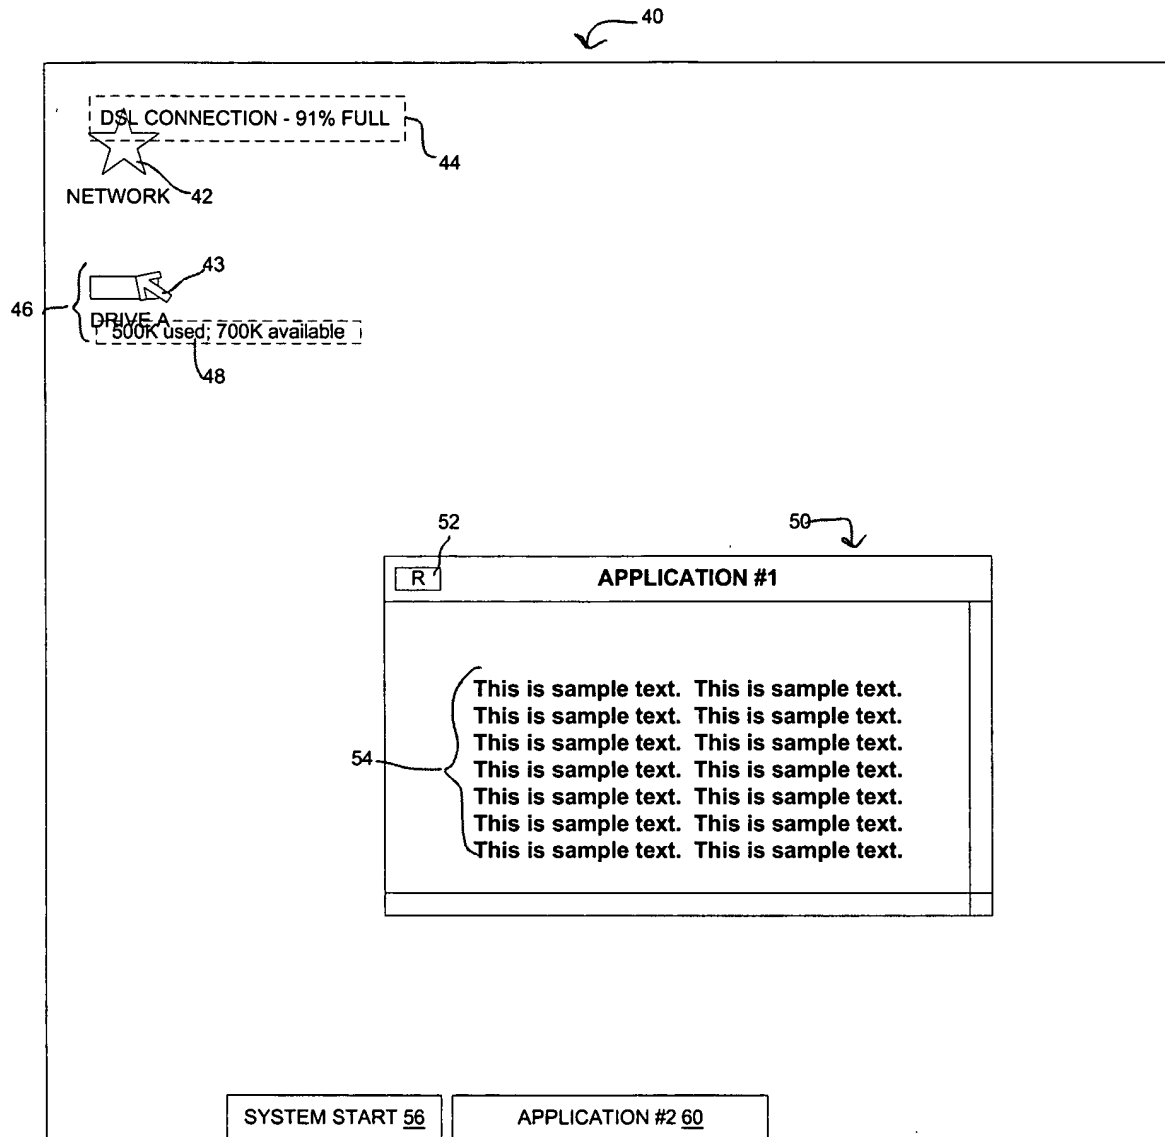 40
DSL CONNECTION - 91% FULL
44
NETWORK
42
43
46
DRIVE A
500K used; 700K available
48
52
50
R
APPLICATION #1
This is sample text. This is sample text.
This is sample text. This is sample text.
This is sample text. This is sample text.
54
This is sample text. This is sample text.
This is sample text. This is sample text.
This is sample text. This is sample text.
This is sample text. This is sample text.
SYSTEM START 56
APPLICATION #2 60